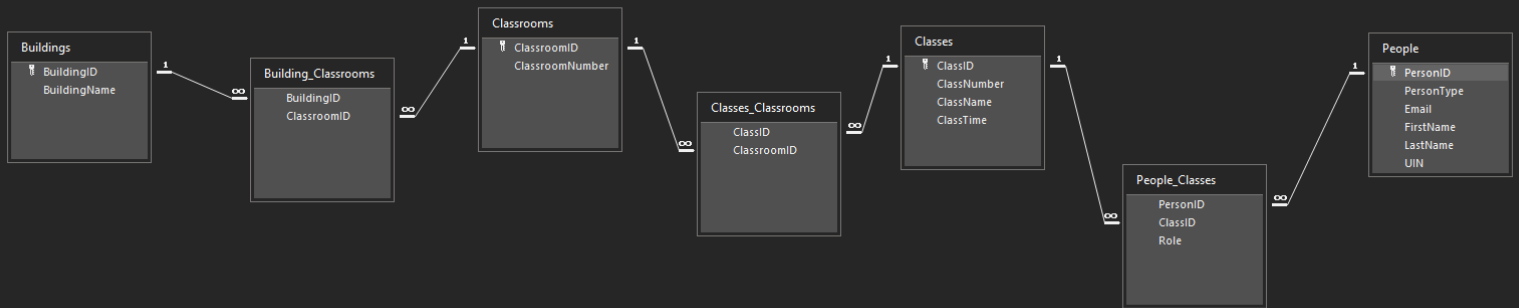 Buildings
BuildingID
BuildingName
1
∞
Building_Classrooms
BuildingID
ClassroomID
∞
1
Classrooms
ClassroomID
ClassroomNumber
1
∞
Classes_Classrooms
ClassID
ClassroomID
∞
1
Classes
ClassID
ClassNumber
ClassName
ClassTime
1
∞
People_Classes
PersonID
ClassID
Role
∞
1
People
PersonID
PersonType
Email
FirstName
LastName
UIN